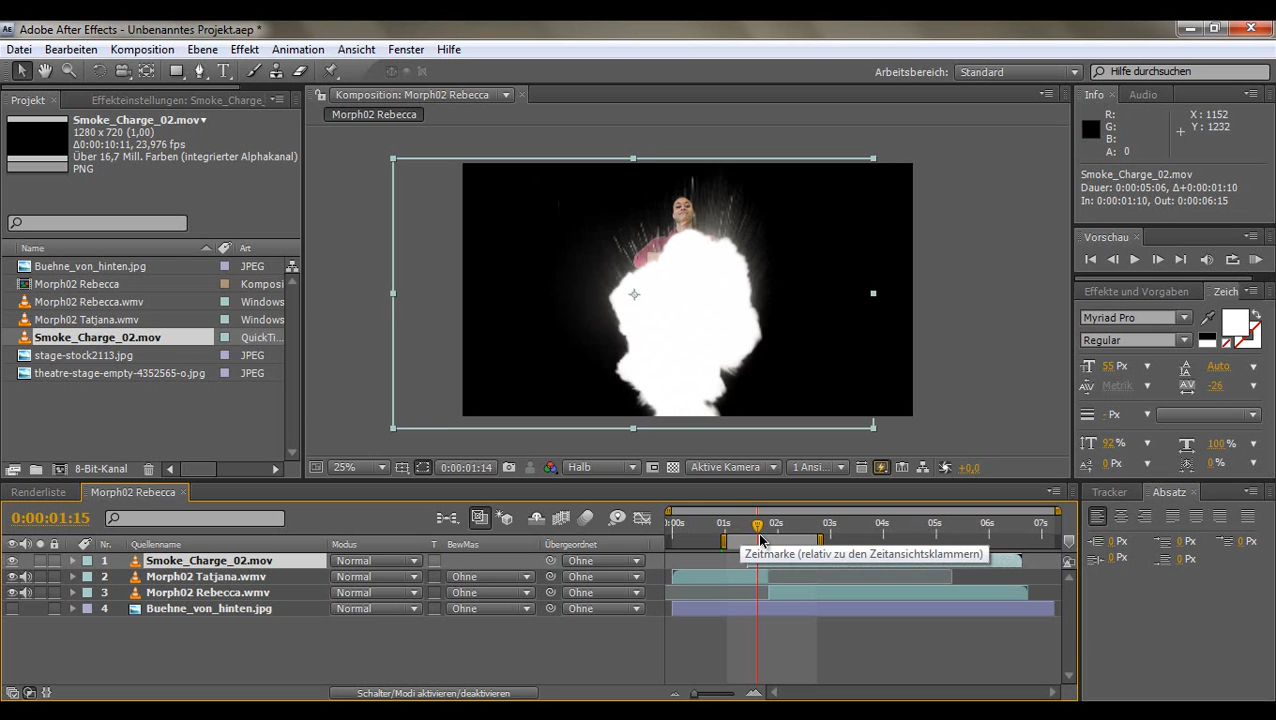 Adobe After Effects - Unbenanntes Projekt.aep *
Datei Bearbeiten Komposition Ebene Effekt Animation Ansicht Fenster Hilfe
Arbeitsbereich: Standard Hilfe durchsuchen
Projekt Effekteinstellungen: Smoke_Charge_
Smoke_Charge_02.mov
1280 x 720 (1,00)
Δ0:00:10:11, 23,976 fps
Über 16,7 Mill. Farben (integrierter Alphakanal)
PNG
Name Art
Buehne_von_hinten.jpg JPEG
Morph02 Rebecca Komposi
Morph02 Rebecca.wmv Windows
Morph02 Tatjana.wmv Windows
Smoke_Charge_02.mov QuickTi...
stage-stock2113.jpg JPEG
theatre-stage-empty-4352565-o.jpg JPEG
8-Bit-Kanal
Komposition: Morph02 Rebecca
Morph02 Rebecca
25% 0:00:01:14 Halb Aktive Kamera 1 Ansi... +0,0
Info Audio
R: X : 1152
G: Y : 1232
B:
A: 0
Smoke_Charge_02.mov
Dauer: 0:00:05:06, Δ+0:00:01:10
In: 0:00:01:10, Out: 0:00:06:15
Vorschau
Effekte und Vorgaben Zeich
Myriad Pro
Regular
55 Px Auto
Metrik -26
- Px
92 % 100 %
0 Px 0 %
Tracker Absatz
0 Px 0 Px 0 Px
0 Px 0 Px
Renderliste Morph02 Rebecca
0:00:01:15
Nr. Quellenname Modus T BewMas Übergeordnet
0:00s 01s 02s 03s 04s 05s 06s 07s
Zeitmarke (relativ zu den Zeitansichtsklammern)
1 Smoke_Charge_02.mov Normal Ohne
2 Morph02 Tatjana.wmv Normal Ohne Ohne
3 Morph02 Rebecca.wmv Normal Ohne Ohne
4 Buehne_von_hinten.jpg Normal Ohne Ohne
Schalter/Modi aktivieren/deaktivieren